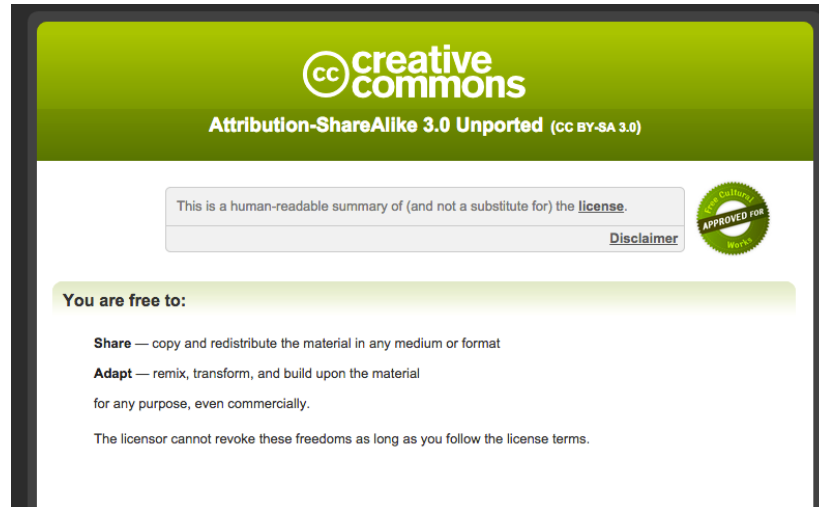 cc creative
commons
Attribution-ShareAlike 3.0 Unported (CC BY-SA 3.0)
This is a human-readable summary of (and not a substitute for) the license.
Disclaimer
Free Cultural
APPROVED FOR
Works
You are free to:
Share — copy and redistribute the material in any medium or format
Adapt — remix, transform, and build upon the material
for any purpose, even commercially.
The licensor cannot revoke these freedoms as long as you follow the license terms.